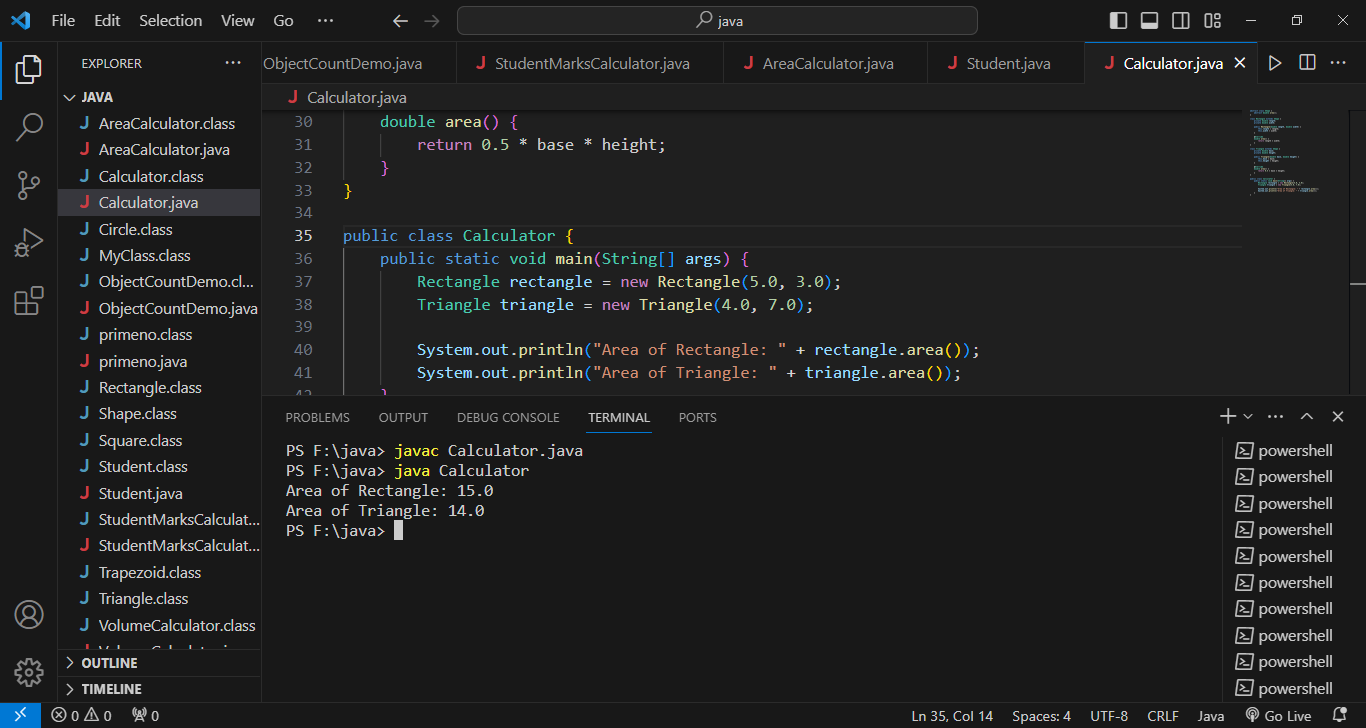 File Edit Selection View Go ··· java
EXPLORER ···
JAVA
AreaCalculator.class
AreaCalculator.java
Calculator.class
Calculator.java
Circle.class
MyClass.class
ObjectCountDemo.cl...
ObjectCountDemo.java
primeno.class
primeno.java
Rectangle.class
Shape.class
Square.class
Student.class
Student.java
StudentMarksCalculat...
StudentMarksCalculat...
Trapezoid.class
Triangle.class
VolumeCalculator.class
OUTLINE
TIMELINE
ObjectCountDemo.java StudentMarksCalculator.java AreaCalculator.java Student.java Calculator.java
Calculator.java
30 double area() {
31 return 0.5 * base * height;
32 }
33 }
34
35 public class Calculator {
36 public static void main(String[] args) {
37 Rectangle rectangle = new Rectangle(5.0, 3.0);
38 Triangle triangle = new Triangle(4.0, 7.0);
39
40 System.out.println("Area of Rectangle: " + rectangle.area());
41 System.out.println("Area of Triangle: " + triangle.area());
42 }
PROBLEMS OUTPUT DEBUG CONSOLE TERMINAL PORTS
PS F:\java> javac Calculator.java
PS F:\java> java Calculator
Area of Rectangle: 15.0
Area of Triangle: 14.0
PS F:\java>
powershell
powershell
powershell
powershell
powershell
powershell
powershell
powershell
powershell
powershell
0 0 0 Ln 35, Col 14 Spaces: 4 UTF-8 CRLF Java Go Live